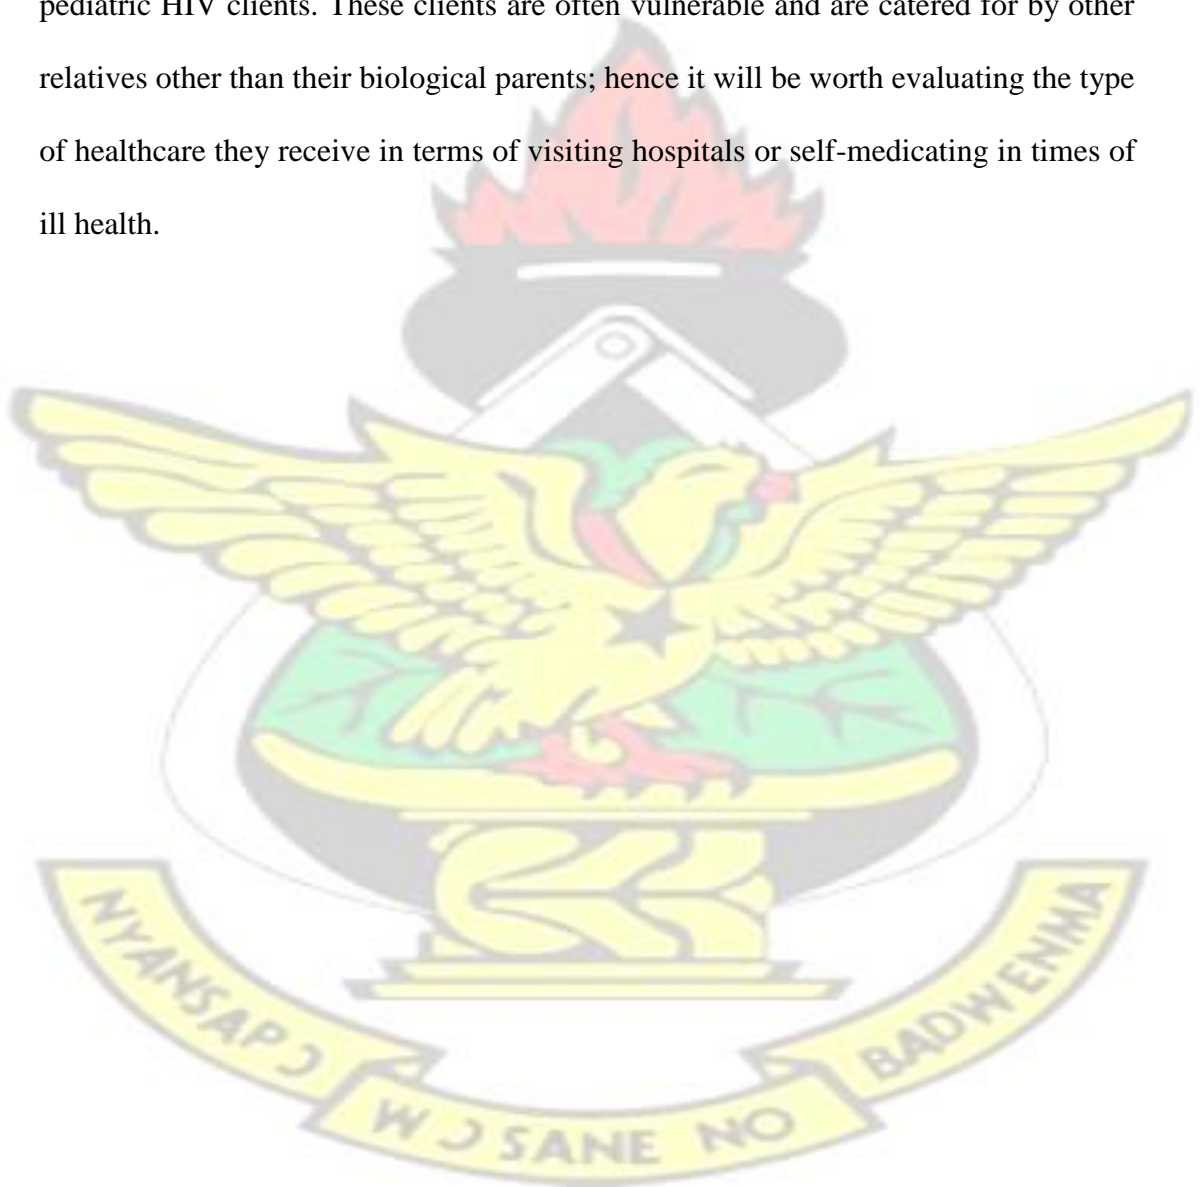 pediatric HIV clients. These clients are often vulnerable and are catered for by other
relatives other than their biological parents; hence it will be worth evaluating the type
of healthcare they receive in terms of visiting hospitals or self-medicating in times of
ill health.
NYANSAPƆ
WƆSANE NO
BADWENMA